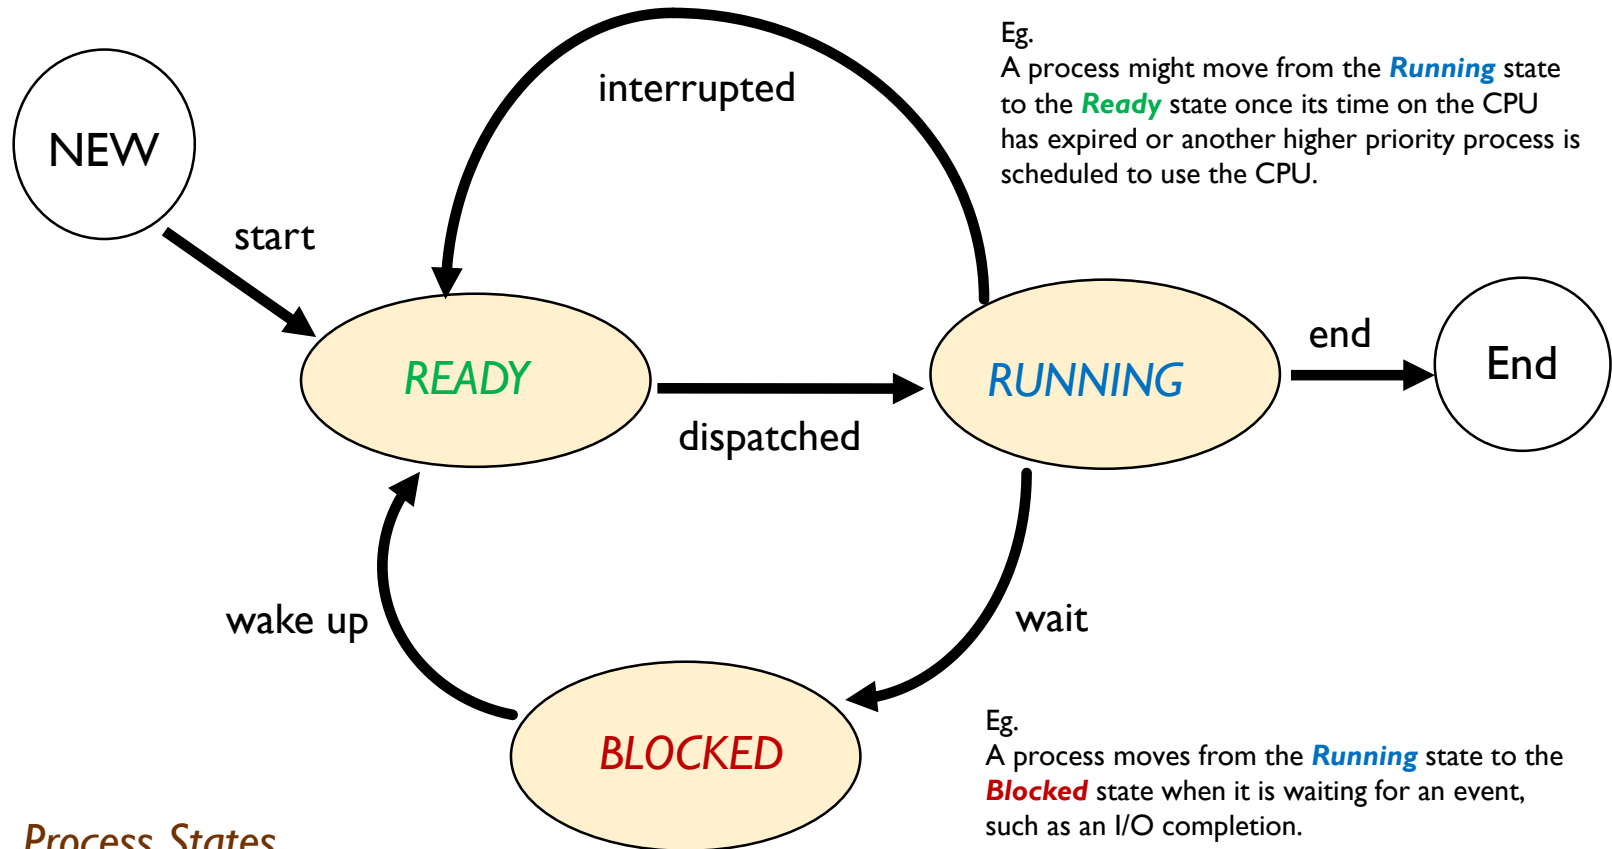 Eg.
A process might move from the Running state
to the Ready state once its time on the CPU
has expired or another higher priority process is
scheduled to use the CPU.
interrupted
NEW
start
READY
dispatched
RUNNING
end
End
wake up
wait
BLOCKED
Eg.
A process moves from the Running state to the
Blocked state when it is waiting for an event,
such as an I/O completion.
Process States